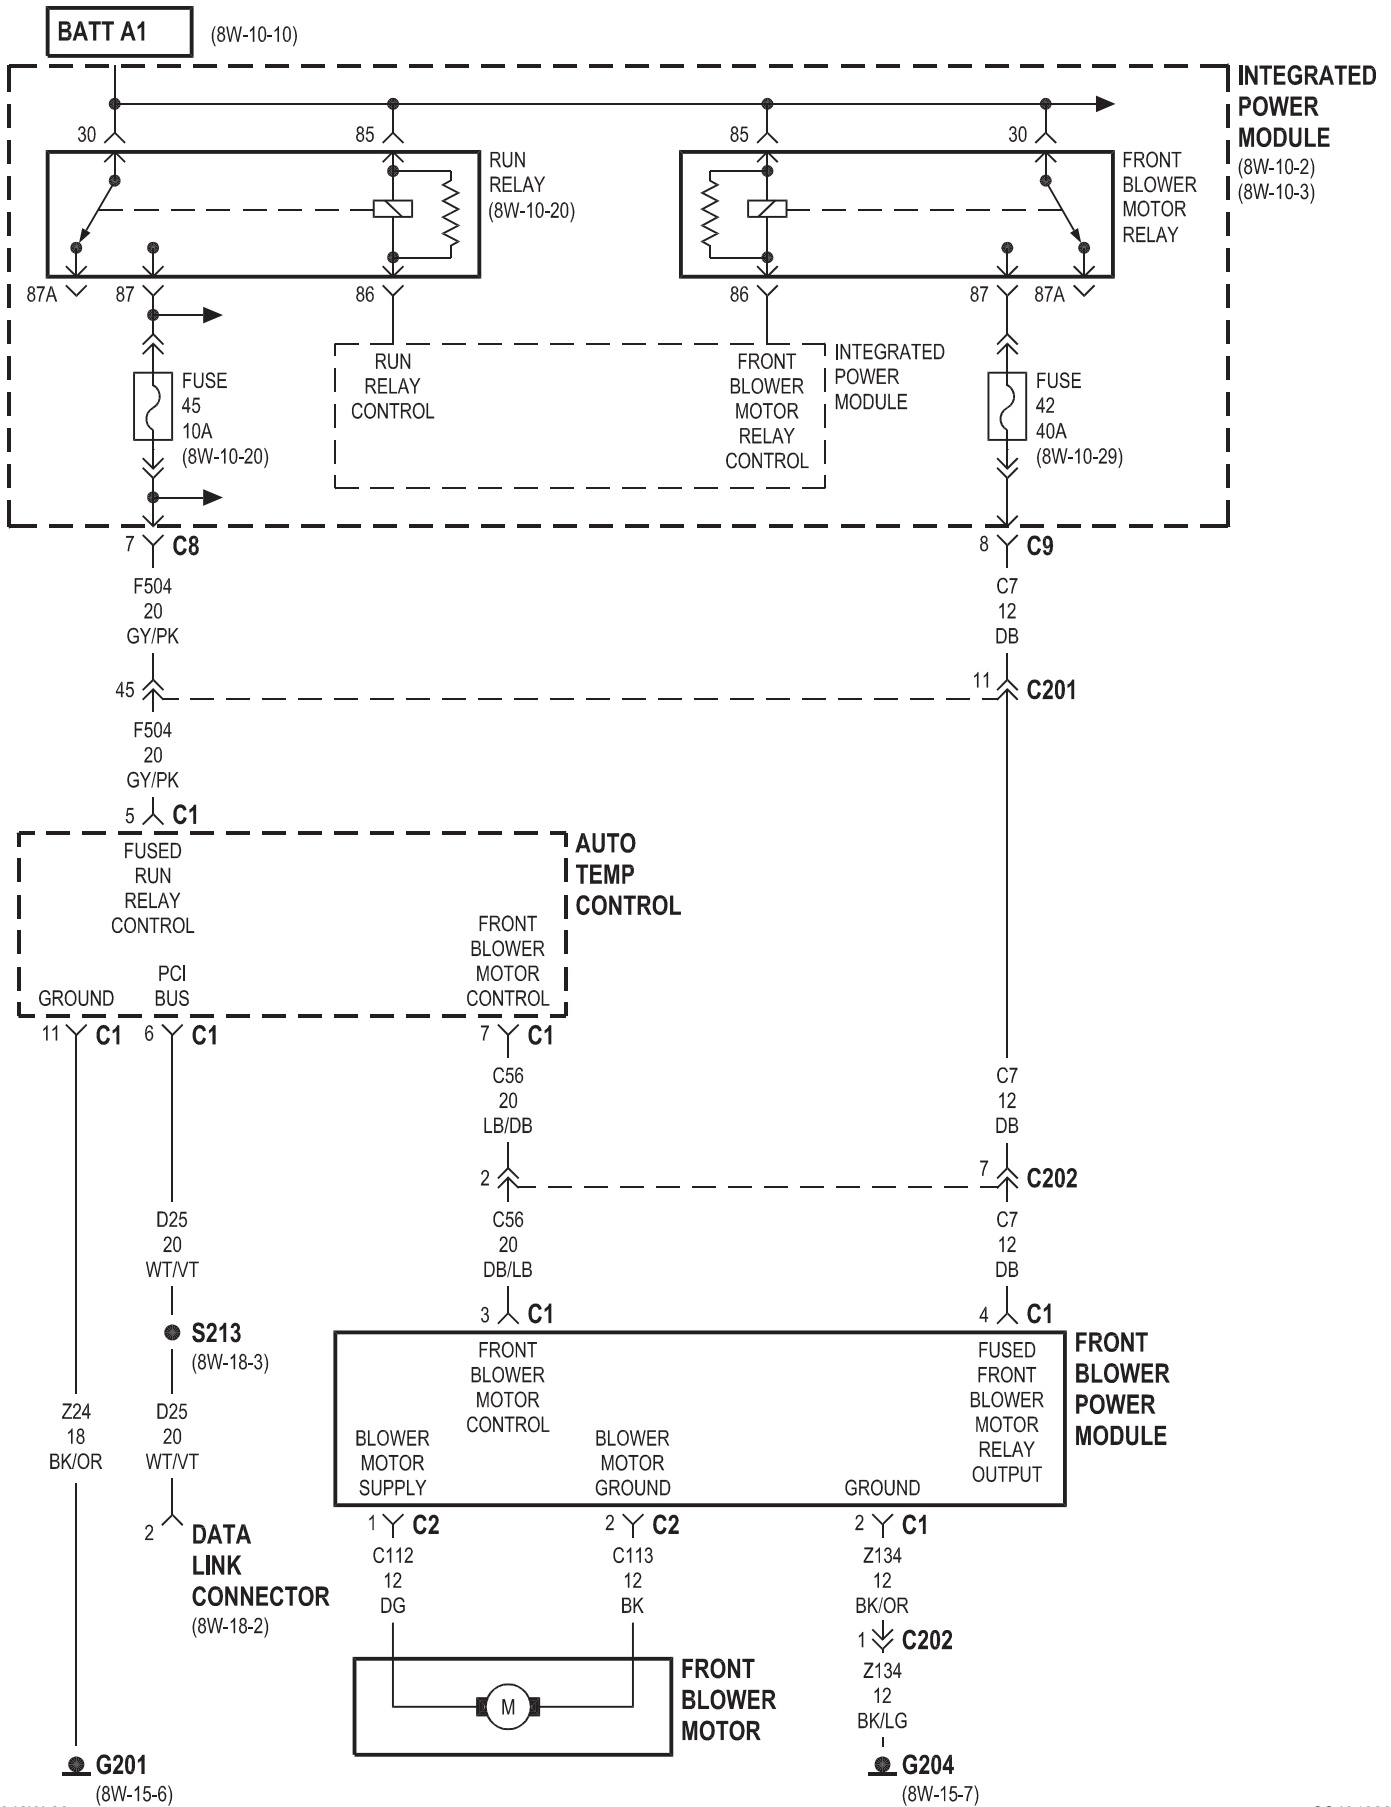 BATT A1
(8W-10-10)
INTEGRATED
POWER
MODULE
(8W-10-2)
(8W-10-3)
30
85
85
30
RUN
RELAY
(8W-10-20)
FRONT
BLOWER
MOTOR
RELAY
87A
87
86
86
87
87A
FUSE
45
10A
(8W-10-20)
RUN
RELAY
CONTROL
FRONT
BLOWER
MOTOR
RELAY
CONTROL
INTEGRATED
POWER
MODULE
FUSE
42
40A
(8W-10-29)
7
C8
8
C9
F504
20
GY/PK
C7
12
DB
45
11
C201
F504
20
GY/PK
5
C1
AUTO
TEMP
CONTROL
FUSED
RUN
RELAY
CONTROL
FRONT
BLOWER
MOTOR
CONTROL
PCI
BUS
GROUND
11
C1
6
C1
7
C1
C56
20
LB/DB
C7
12
DB
2
7
C202
D25
20
WT/VT
C56
20
DB/LB
C7
12
DB
3
C1
4
C1
S213
(8W-18-3)
FRONT
BLOWER
POWER
MODULE
FRONT
BLOWER
MOTOR
CONTROL
FUSED
FRONT
BLOWER
MOTOR
RELAY
OUTPUT
BLOWER
MOTOR
SUPPLY
BLOWER
MOTOR
GROUND
GROUND
Z24
18
BK/OR
D25
20
WT/VT
2
DATA
LINK
CONNECTOR
(8W-18-2)
1
C2
2
C2
2
C1
C112
12
DG
C113
12
BK
Z134
12
BK/OR
1
C202
Z134
12
BK/LG
FRONT
BLOWER
MOTOR
M
G201
(8W-15-6)
G204
(8W-15-7)